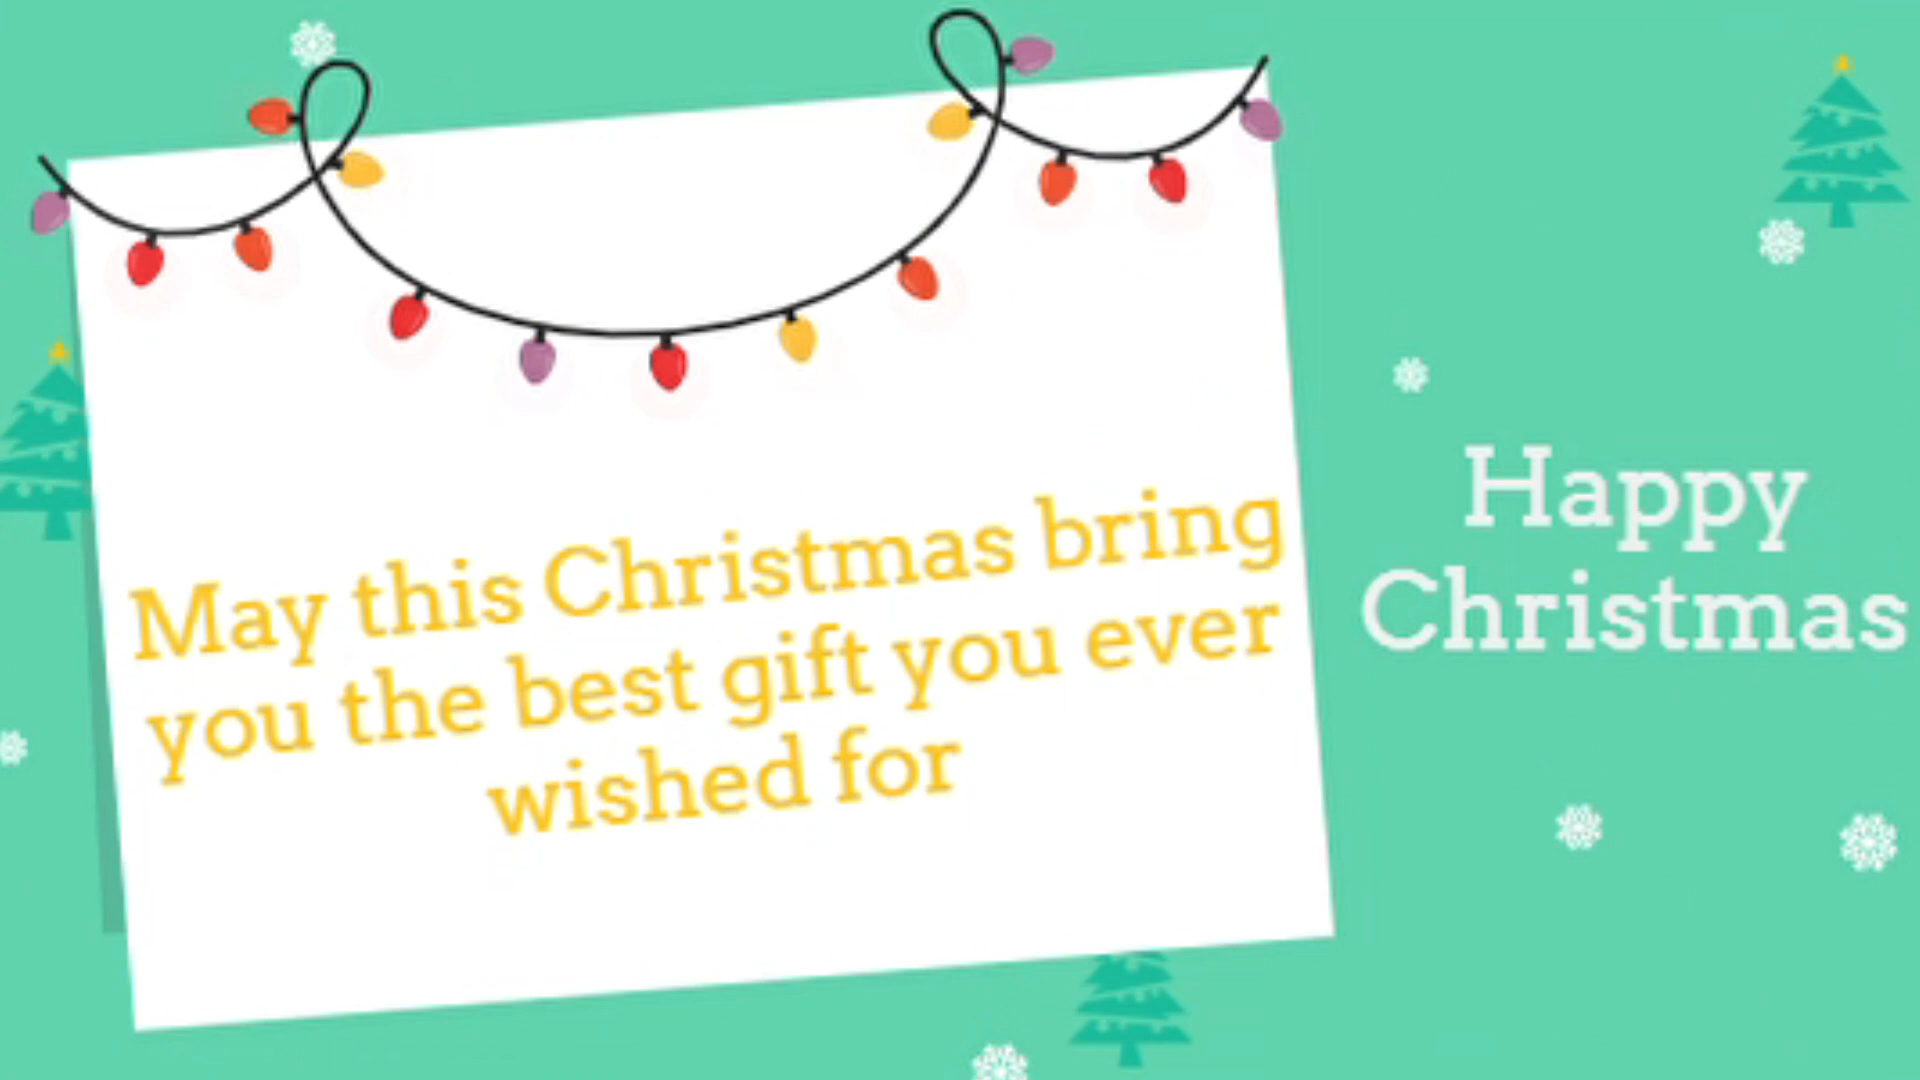 May this Christmas bring
you the best gift you ever
wished for
Happy
Christmas